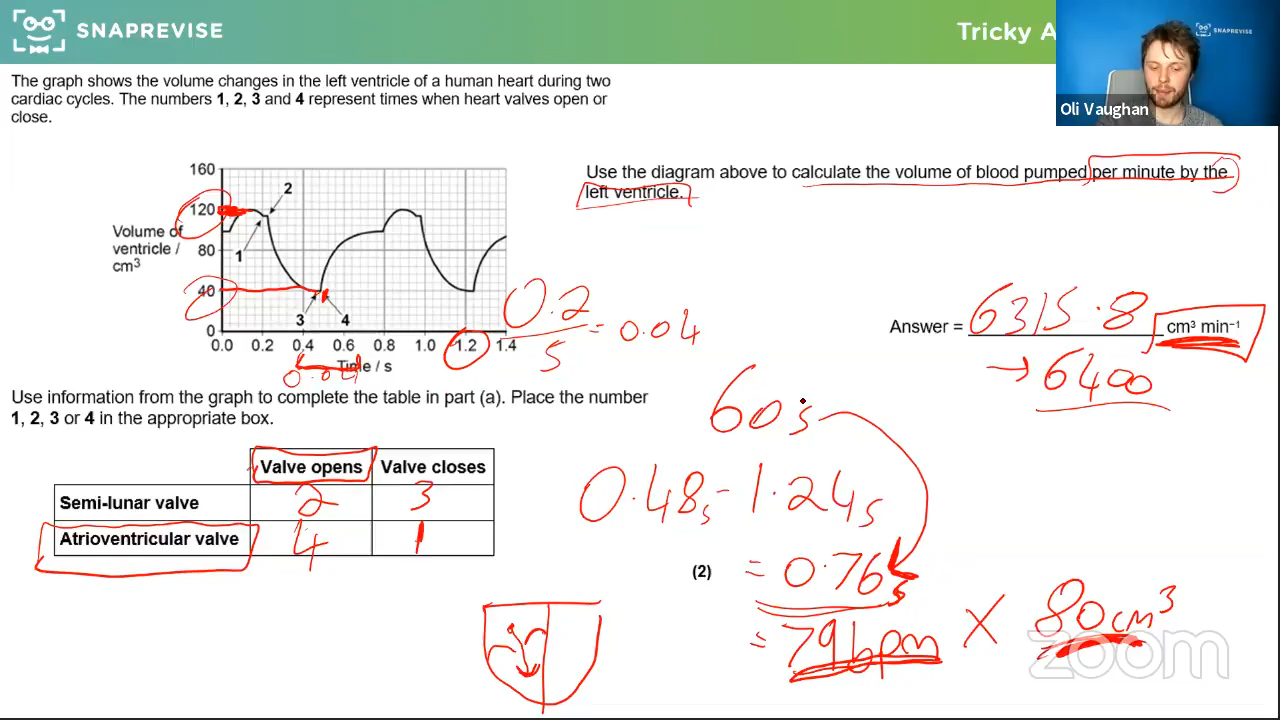 SNAPREVISE
Tricky A
SNAPREVISE
Oli Vaughan
The graph shows the volume changes in the left ventricle of a human heart during two
cardiac cycles. The numbers 1, 2, 3 and 4 represent times when heart valves open or
close.
Use the diagram above to calculate the volume of blood pumped per minute by the
left ventricle.
160
120
80
40
0
Volume of
ventricle /
cm³
2
1
3
4
0.0 0.2 0.4 0.6 0.8 1.0 1.2 1.4
Time / s
0.04
0.2
5
= 0.04
Answer = 6315.8 cm³ min⁻¹
→ 6400
Use information from the graph to complete the table in part (a). Place the number
1, 2, 3 or 4 in the appropriate box.
Valve opens Valve closes
Semi-lunar valve 2 3
Atrioventricular valve 4 1
60s
0.48s - 1.24s
(2)
= 0.76s
= 79bpm × 80cm³
zoom